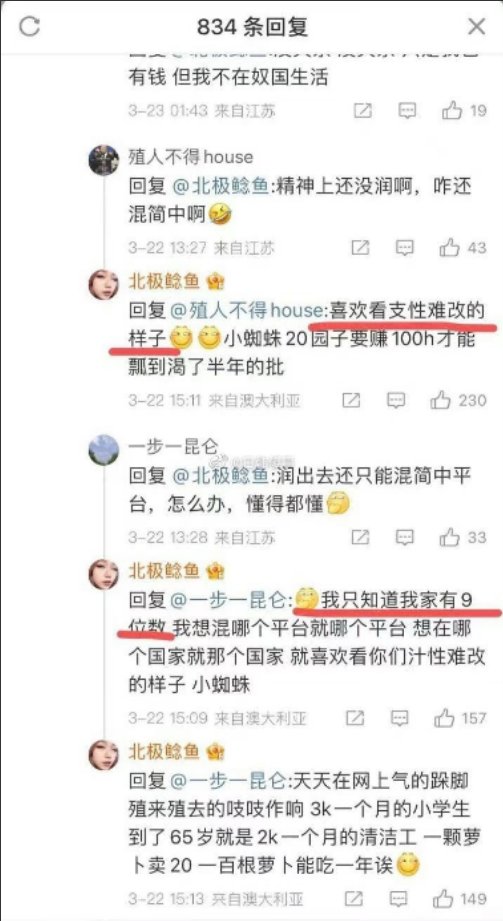 834 条回复
有钱 但我不在奴国生活
3-23 01:43 来自江苏
19
殖人不得house
回复 @北极鲶鱼:精神上还没润啊，咋还
混简中啊
3-22 13:27 来自江苏
43
北极鲶鱼
回复 @殖人不得house:喜欢看支性难改的
样子 小蜘蛛 20园子要赚 100h才能
瓢到渴了半年的批
3-22 15:11 来自澳大利亚
230
一步一昆仑
回复 @北极鲶鱼:润出去还只能混简中平
台，怎么办，懂得都懂
3-22 13:28 来自江苏
33
北极鲶鱼
回复 @一步一昆仑:我只知道我家有9
位数 我想混哪个平台就哪个平台 想在哪
个国家就那个国家 就喜欢看你们汁性难改
的样子 小蜘蛛
3-22 15:09 来自澳大利亚
157
北极鲶鱼
回复 @一步一昆仑:天天在网上气的跺脚
殖来殖去的吱吱作响 3k一个月的小学生
到了65岁就是2k一个月的清洁工 一颗萝
卜卖20 一百根萝卜能吃一年诶
3-22 15:13 来自澳大利亚
149